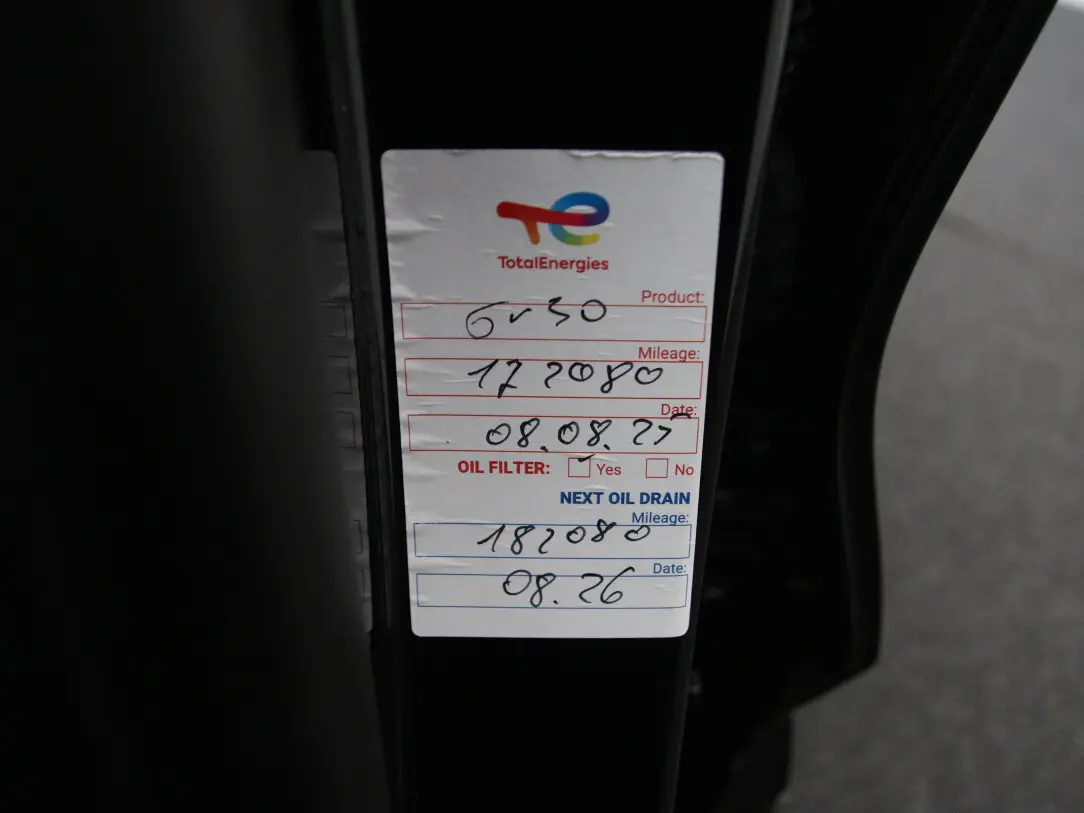 TotalEnergies
Product:
5w30
Mileage:
172080
Date:
08.08.25
OIL FILTER: Yes No
NEXT OIL DRAIN
Mileage:
182080
Date:
08.26